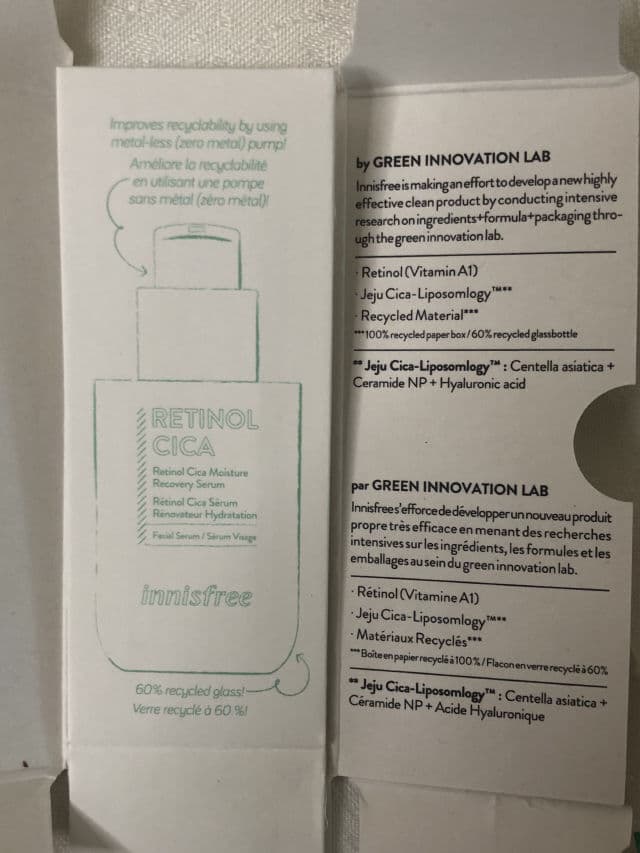 Improves recyclability by using
metal-less (zero metal) pump!
Améliore la recyclabilité
en utilisant une pompe
sans métal (zéro métal)!
RETINOL
CICA
Retinol Cica Moisture
Recovery Serum
Rétinol Cica Sérum
Rénovateur Hydratation
Facial Serum / Sérum Visage
innisfree
60% recycled glass!
Verre recyclé à 60 %!
by GREEN INNOVATION LAB
Innisfree is making an effort to develop a new highly
effective clean product by conducting intensive
research on ingredients+formula+packaging thro-
ugh the green innovation lab.
· Retinol (Vitamin A1)
· Jeju Cica-Liposomlogy™**
· Recycled Material***
***100% recycled paper box / 60% recycled glassbottle
** Jeju Cica-Liposomlogy™ : Centella asiatica +
Ceramide NP + Hyaluronic acid
par GREEN INNOVATION LAB
Innisfree s'efforce de développer un nouveau produit
propre très efficace en menant des recherches
intensives sur les ingrédients, les formules et les
emballages au sein du green innovation lab.
· Rétinol (Vitamine A1)
· Jeju Cica-Liposomlogy™**
· Matériaux Recyclés***
*** Boîte en papier recyclé à 100% / Flacon en verre recyclé à 60%
** Jeju Cica-Liposomlogy™ : Centella asiatica +
Céramide NP + Acide Hyaluronique